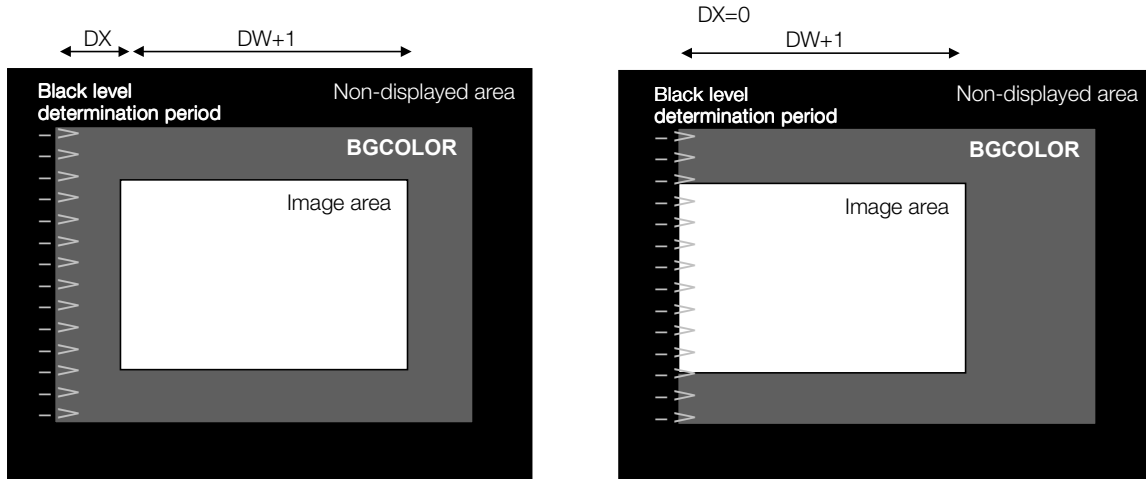 DX
DW+1
Black level
determination period
Non-displayed area
BGCOLOR
Image area
DX=0
DW+1
Black level
determination period
Non-displayed area
BGCOLOR
Image area